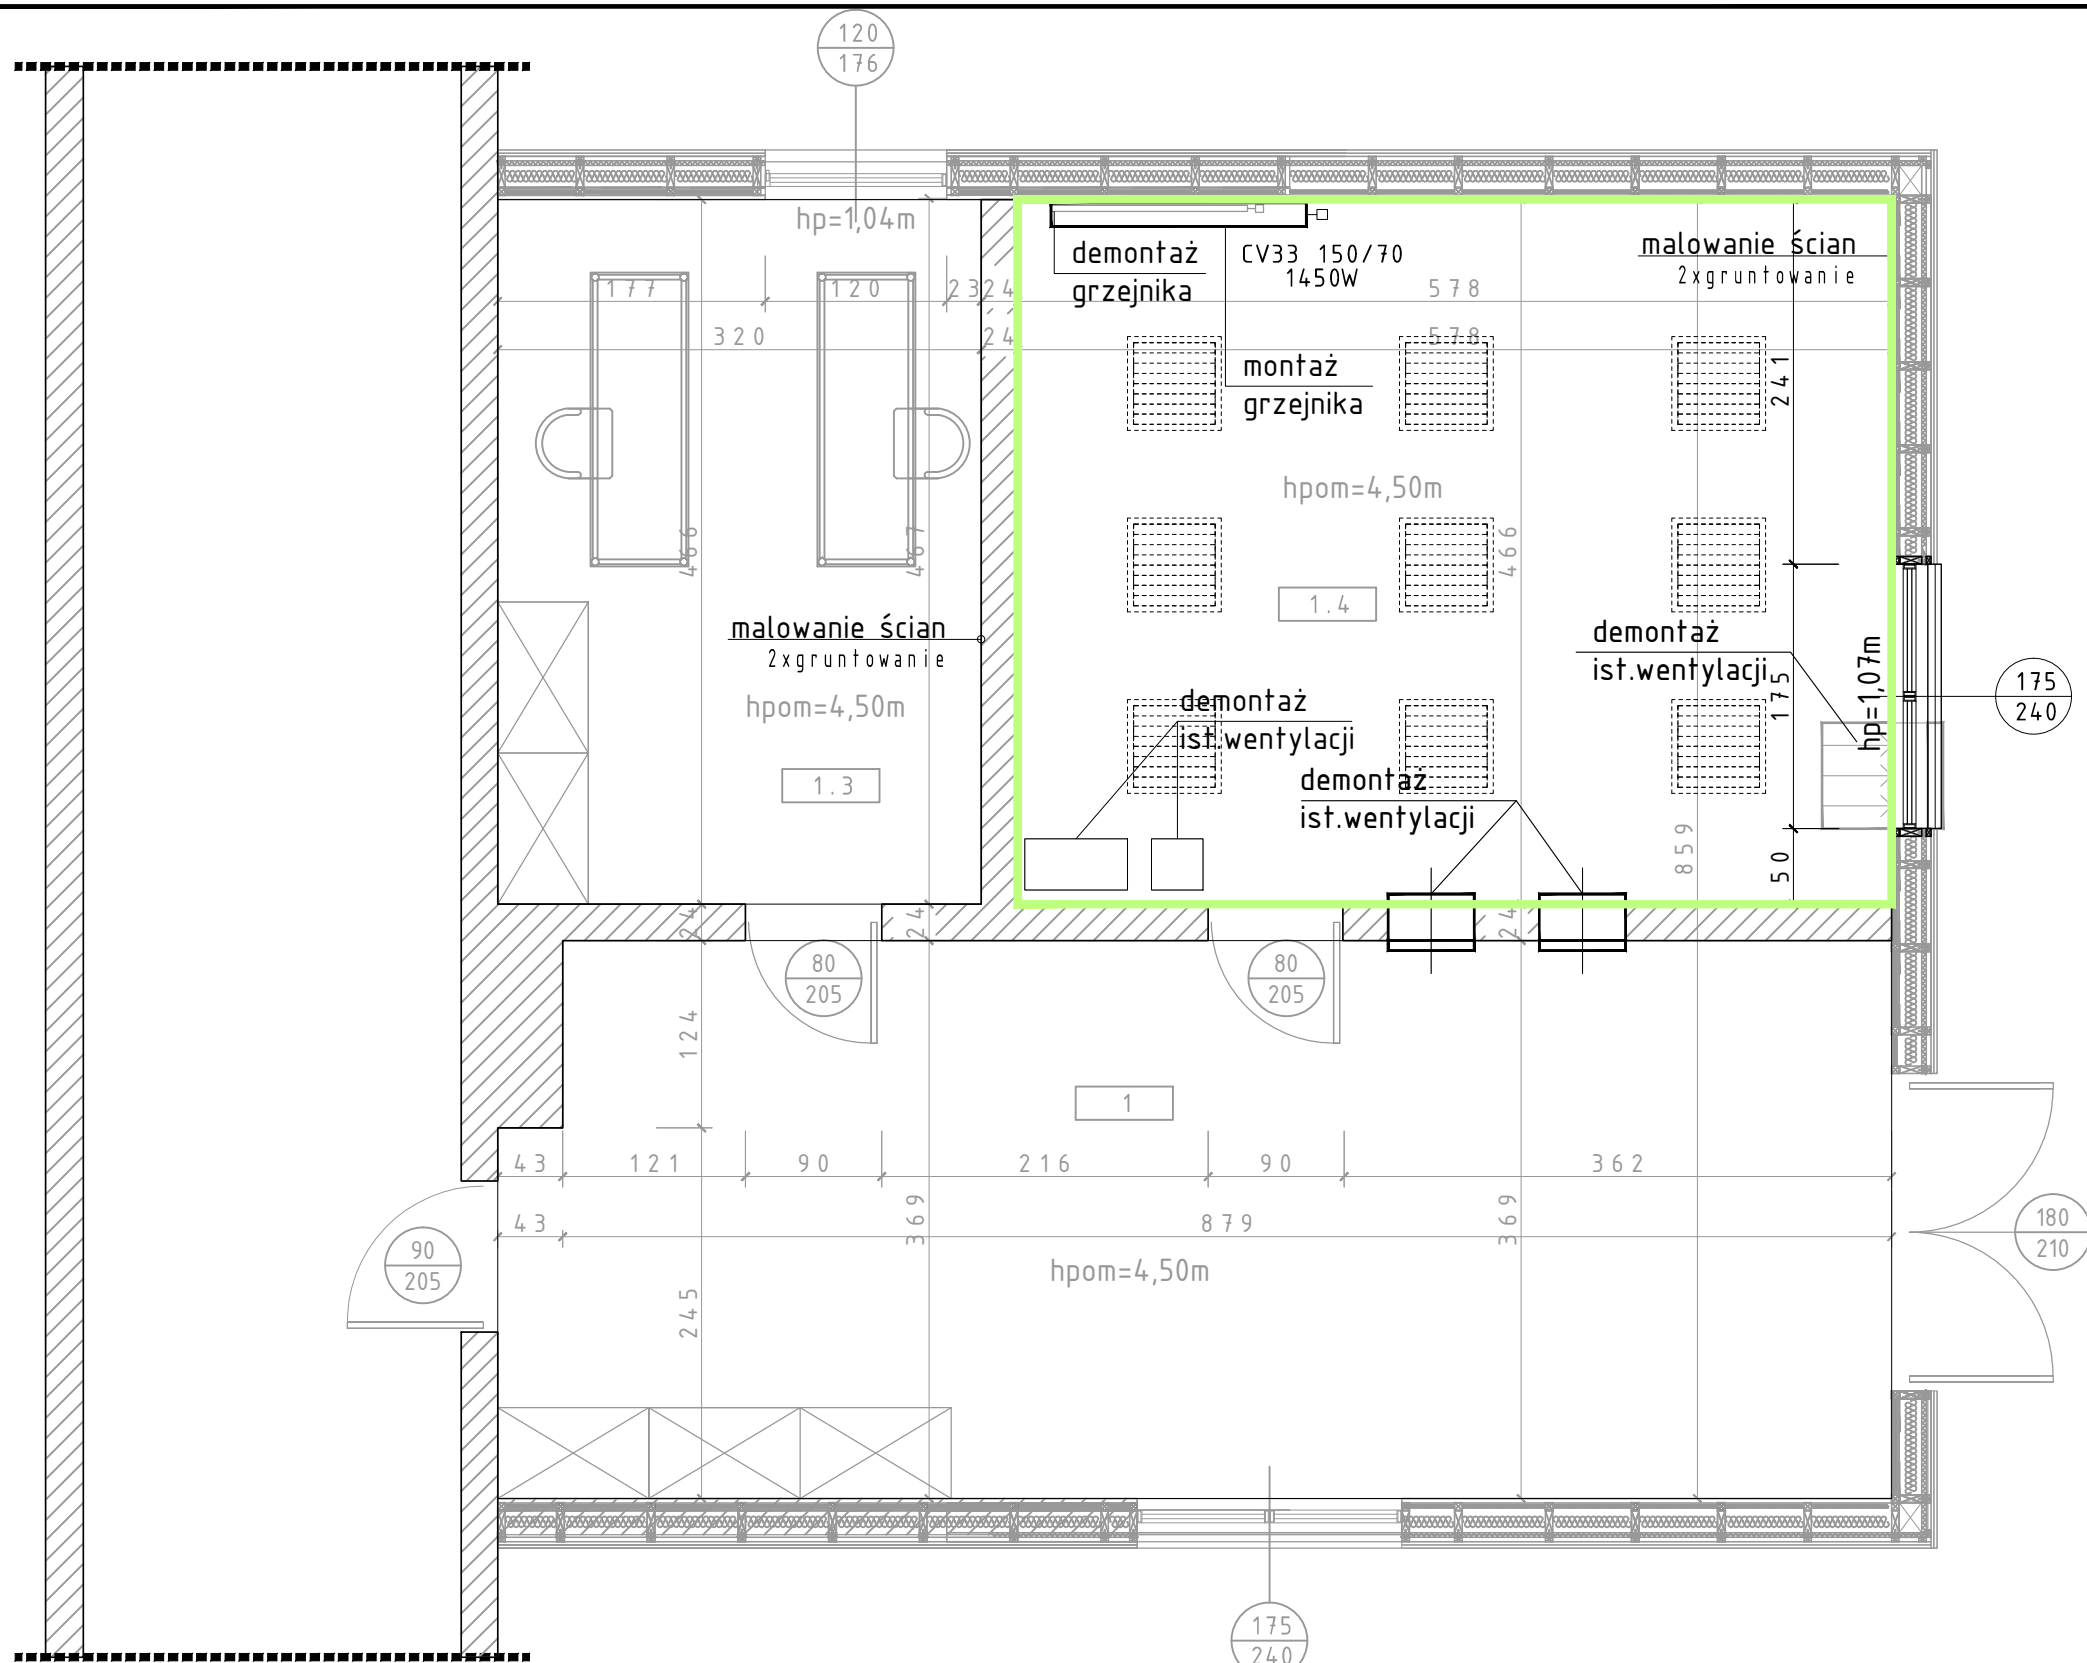 120
176
hp=1,04m
demontaż
grzejnika
CV33 150/70
1450W
malowanie ścian
2xgruntowanie
177
120
23
24
578
320
24
578
241
montaż
grzejnika
hpom=4,50m
466
467
466
1.4
malowanie ścian
2xgruntowanie
demontaż
ist.wentylacji
hp=1,07m
175
175
240
hpom=4,50m
demontaż
ist.wentylacji
1.3
demontaż
ist.wentylacji
859
50
24
24
24
80
205
80
205
124
1
43
121
90
216
90
362
369
369
43
879
90
205
180
210
hpom=4,50m
245
175
240